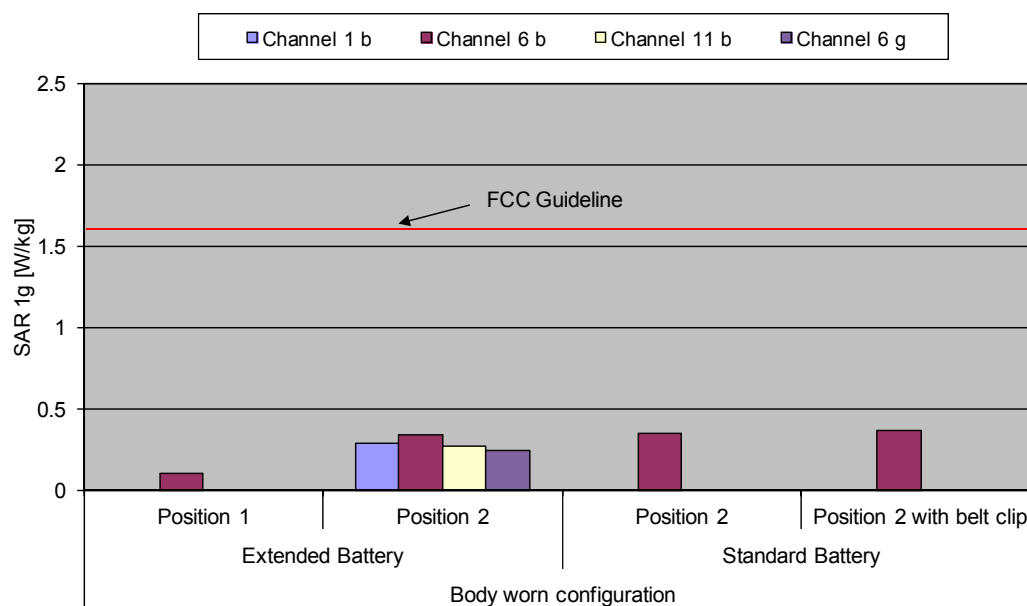 Channel 1 b Channel 6 b Channel 11 b Channel 6 g
2.5
2
FCC Guideline
1.5
1
0.5
0
SAR 1g [W/kg]
Position 1 Position 2 Position 2 Position 2 with belt clip
Extended Battery Standard Battery
Body worn configuration